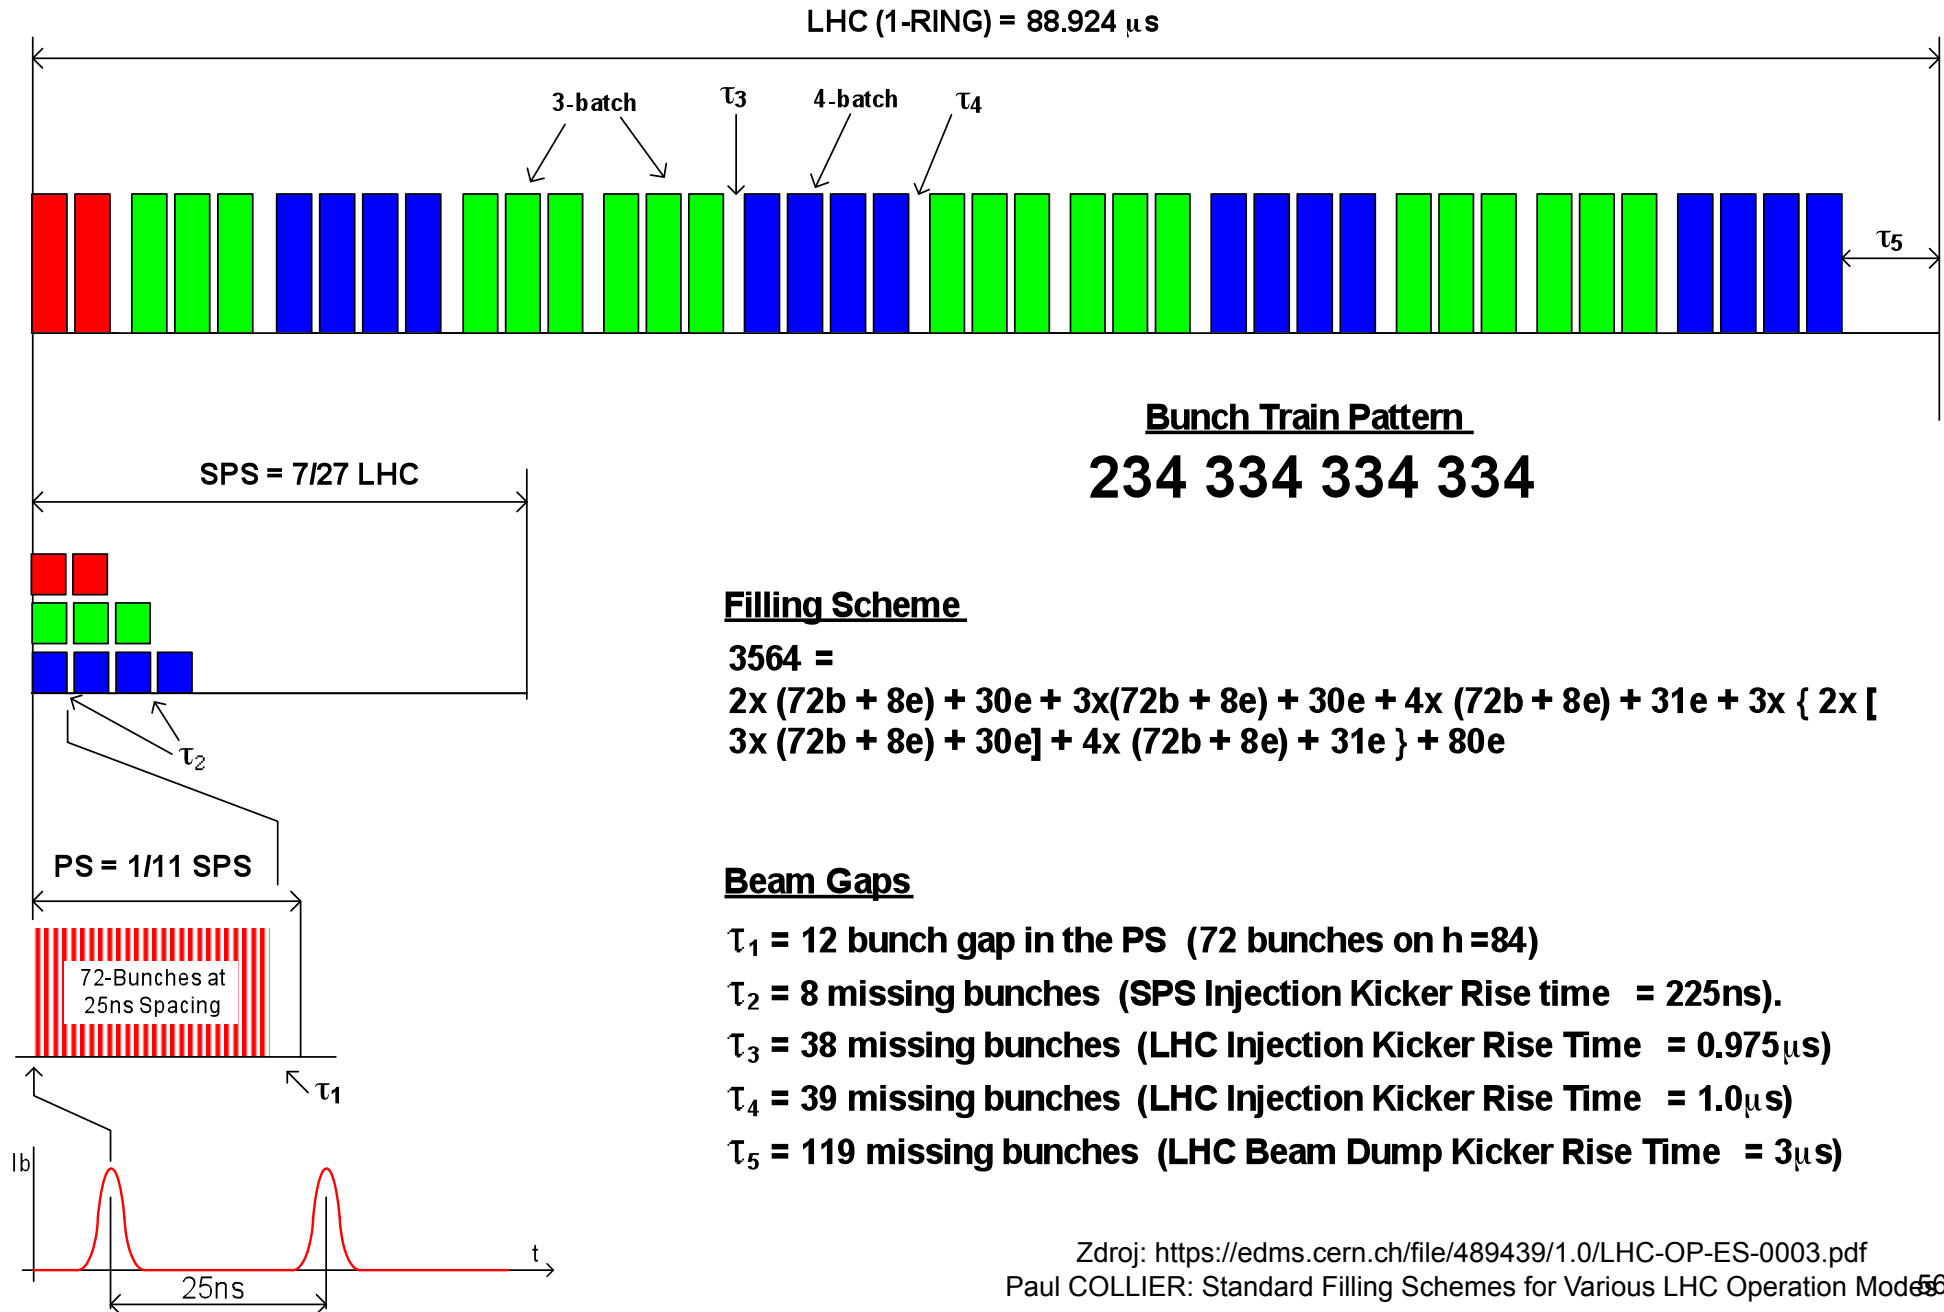 LHC (1-RING) = 88.924 μs
3-batch
τ3
4-batch
τ4
τ5
Bunch Train Pattern
234 334 334 334
SPS = 7/27 LHC
τ2
Filling Scheme
3564 =
2x (72b + 8e) + 30e + 3x(72b + 8e) + 30e + 4x (72b + 8e) + 31e + 3x { 2x [
3x (72b + 8e) + 30e] + 4x (72b + 8e) + 31e } + 80e
PS = 1/11 SPS
72-Bunches at
25ns Spacing
τ1
Beam Gaps
τ1 = 12 bunch gap in the PS (72 bunches on h=84)
τ2 = 8 missing bunches (SPS Injection Kicker Rise time = 225ns).
τ3 = 38 missing bunches (LHC Injection Kicker Rise Time = 0.975μs)
τ4 = 39 missing bunches (LHC Injection Kicker Rise Time = 1.0μs)
τ5 = 119 missing bunches (LHC Beam Dump Kicker Rise Time = 3μs)
Ib
t
25ns
Zdroj: https://edms.cern.ch/file/489439/1.0/LHC-OP-ES-0003.pdf
Paul COLLIER: Standard Filling Schemes for Various LHC Operation Modes
56